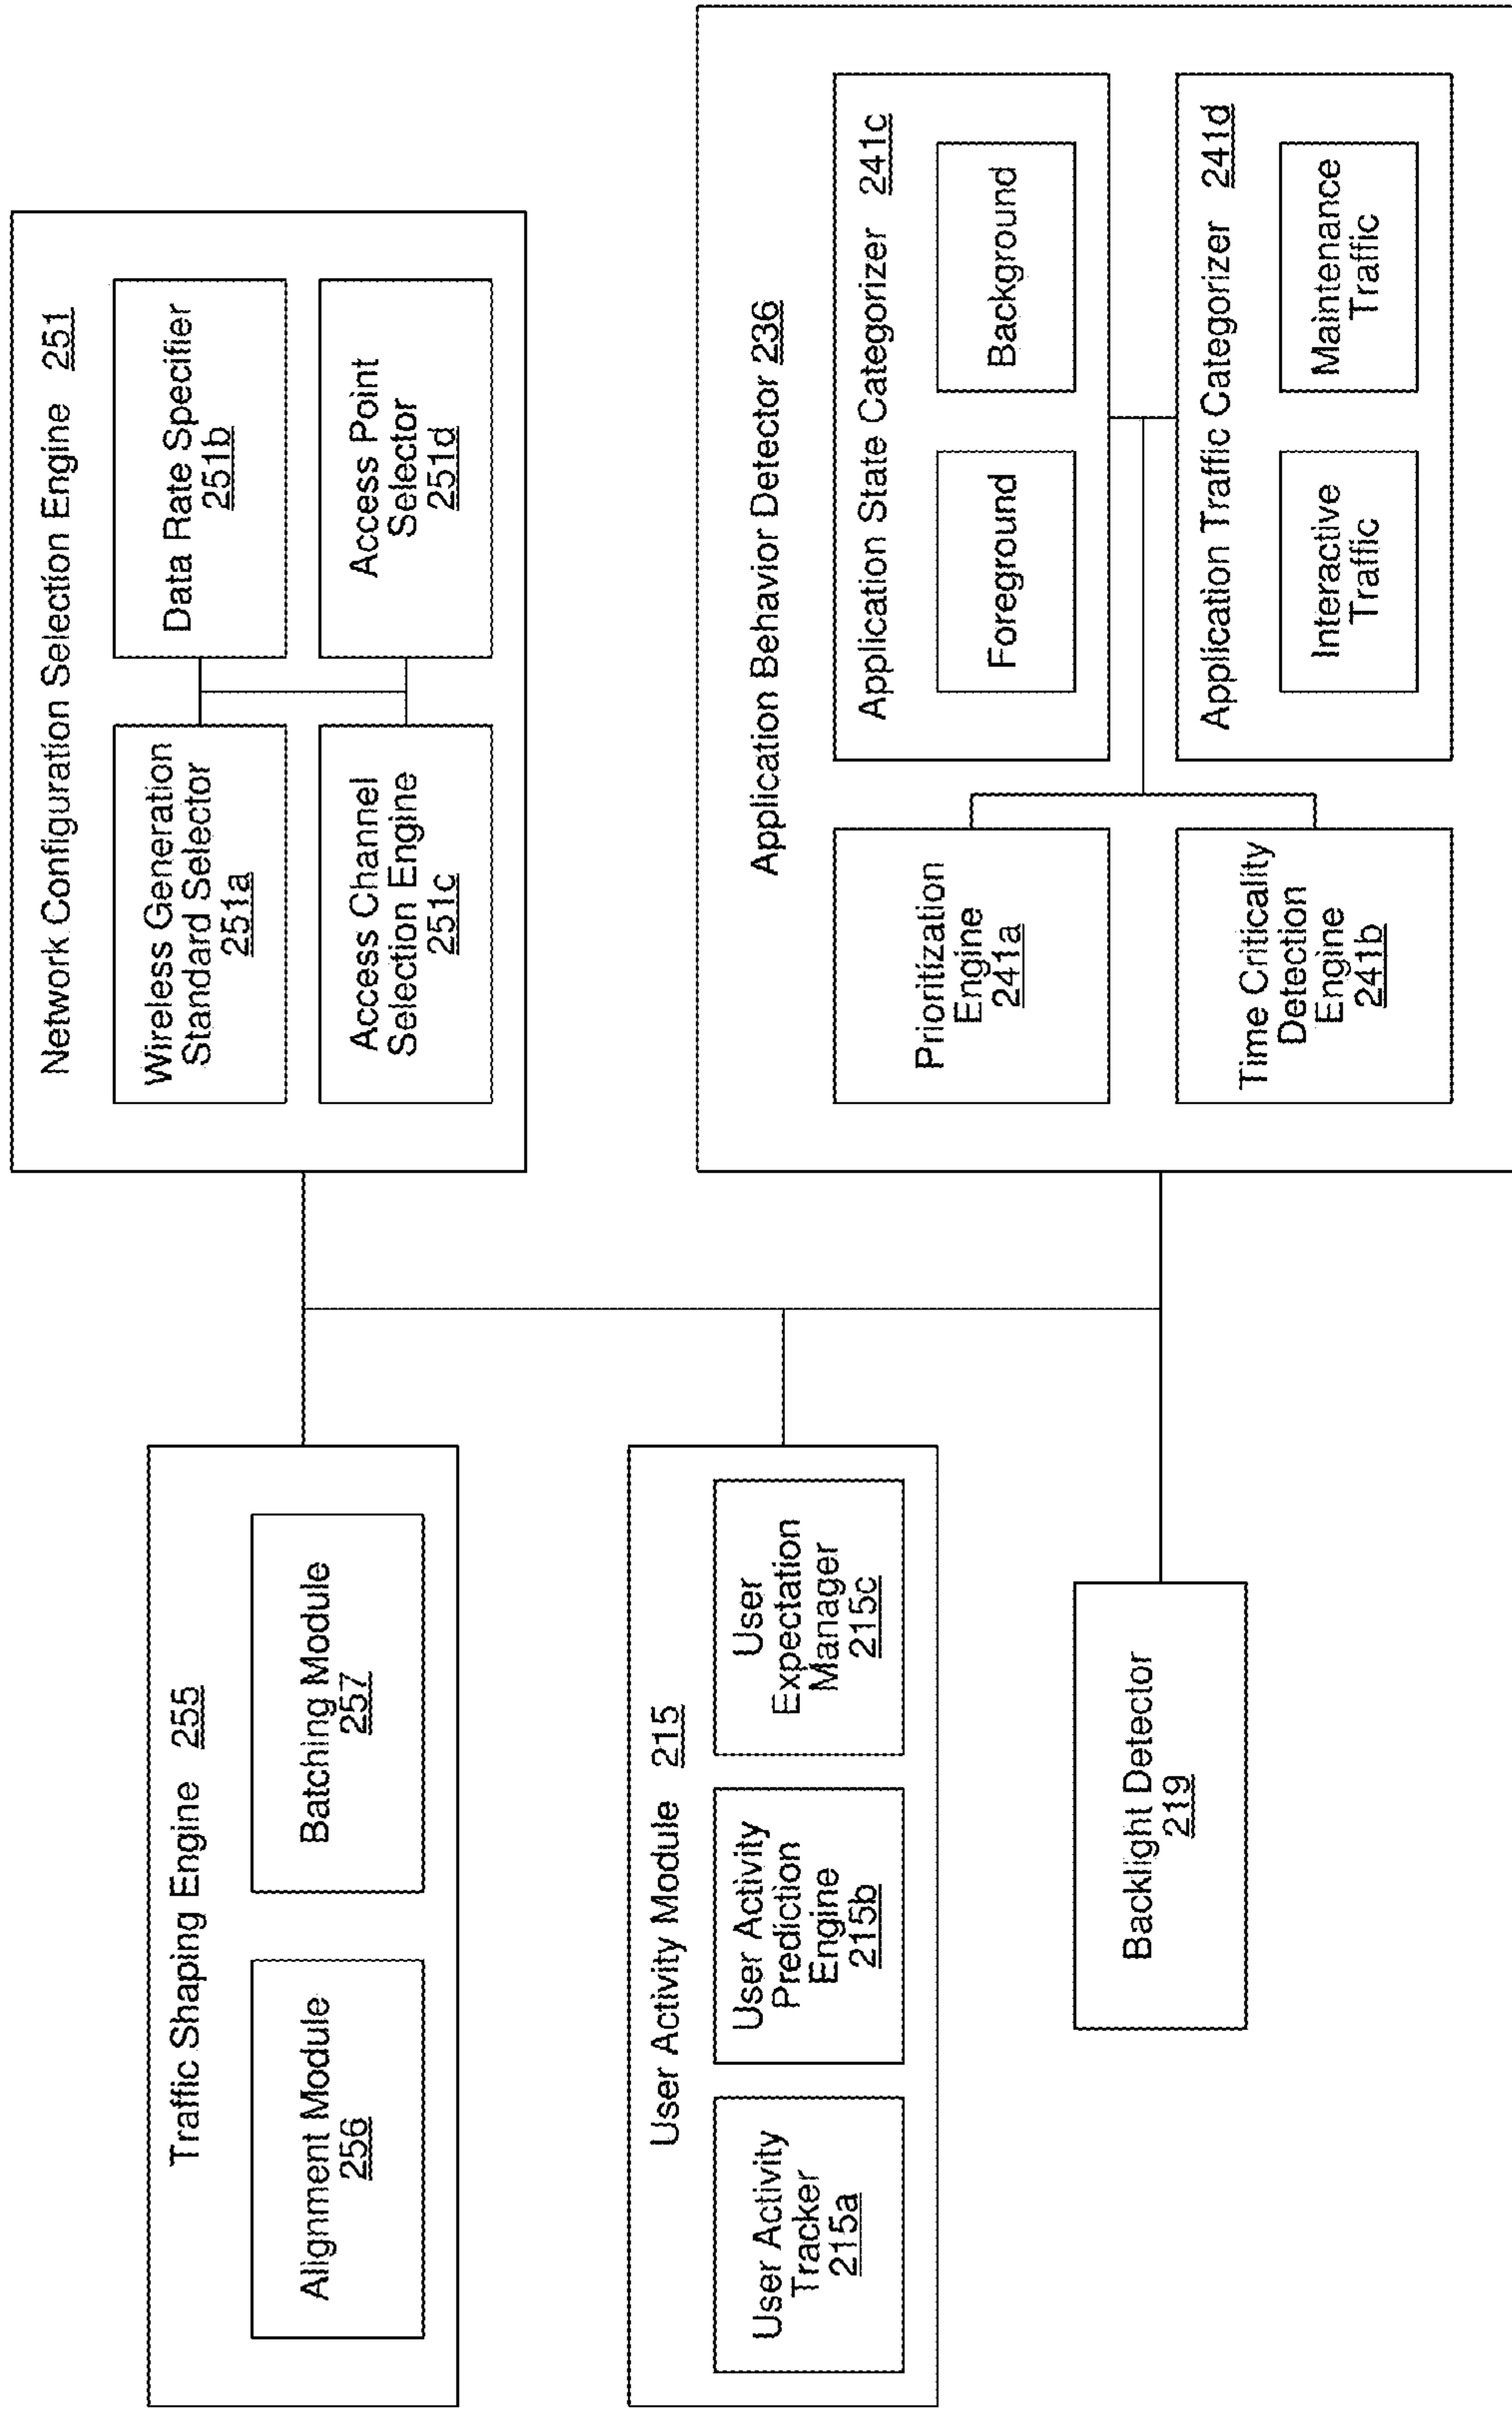 Traffic Shaping Engine 255
Alignment Module
256
Batching Module
257
Network Configuration Selection Engine 251
Wireless Generation
Standard Selector
251a
Data Rate Specifier
251b
Access Channel
Selection Engine
251c
Access Point
Selector
251d
User Activity Module 215
User Activity
Tracker
215a
User Activity
Prediction
Engine
215b
User
Expectation
Manager
215c
Backlight Detector
219
Application Behavior Detector 236
Prioritization
Engine
241a
Time Criticality
Detection
Engine
241b
Application State Categorizer 241c
Foreground
Background
Application Traffic Categorizer 241d
Interactive
Traffic
Maintenance
Traffic